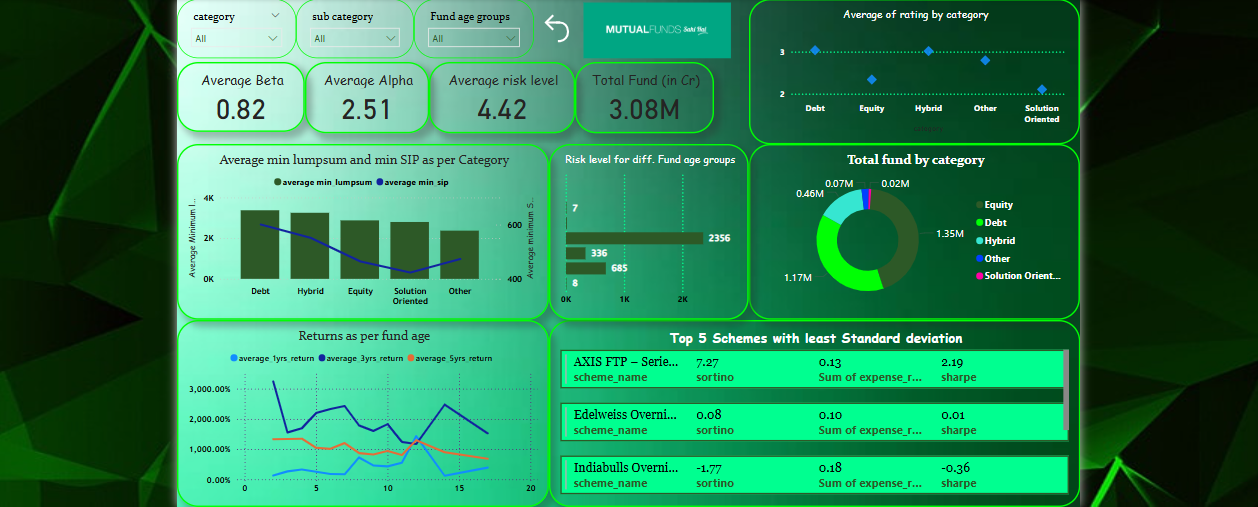 category
All
sub category
All
Fund age groups
All
MUTUALFUNDS Sahi Hai
Average Beta
0.82
Average Alpha
2.51
Average risk level
4.42
Total Fund (in Cr)
3.08M
Average of rating by category
3
2
Debt
Equity
Hybrid
Other
Solution
Oriented
Average min lumpsum and min SIP as per Category
average min_lumpsum
average min_sip
Average Minimum l...
4K
2K
0K
600
400
Average minimum S...
Debt
Hybrid
Equity
Solution
Oriented
Other
Risk level for diff. Fund age groups
7
2356
336
685
8
0K
1K
2K
Total fund by category
0.07M
0.02M
0.46M
1.35M
1.17M
Equity
Debt
Hybrid
Other
Solution Orient...
Returns as per fund age
average_1yrs_return
average_3yrs_return
average_5yrs_return
3,000.00%
2,000.00%
1,000.00%
0.00%
0
5
10
15
20
Top 5 Schemes with least Standard deviation
AXIS FTP – Serie...
7.27
0.13
2.19
scheme_name
sortino
Sum of expense_r...
sharpe
Edelweiss Overni...
0.08
0.10
0.01
scheme_name
sortino
Sum of expense_r...
sharpe
Indiabulls Overni...
-1.77
0.18
-0.36
scheme_name
sortino
Sum of expense_r...
sharpe